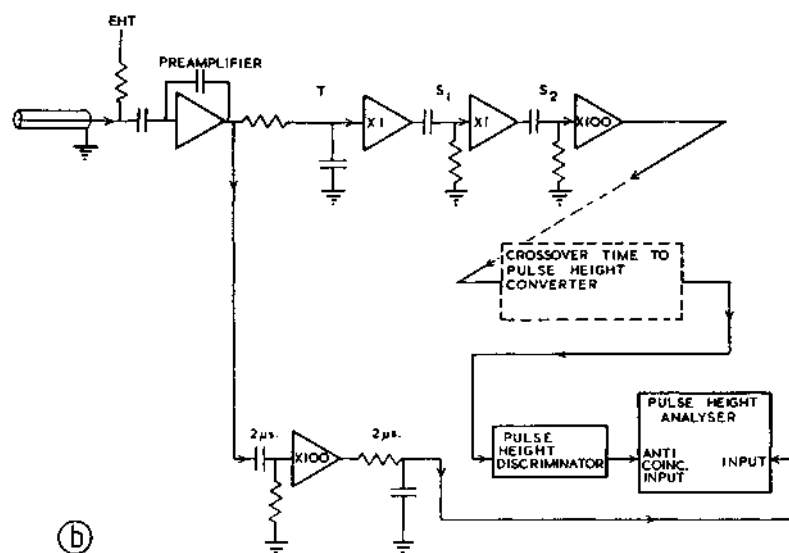 EHT
PREAMPLIFIER
T
S1
S2
X1
X1
X100
CROSSOVER TIME TO
PULSE HEIGHT
CONVERTER
2μs.
X100
2μs.
PULSE
HEIGHT
DISCRIMINATOR
PULSE HEIGHT
ANALYSER
ANTI
COINC.
INPUT
INPUT
b